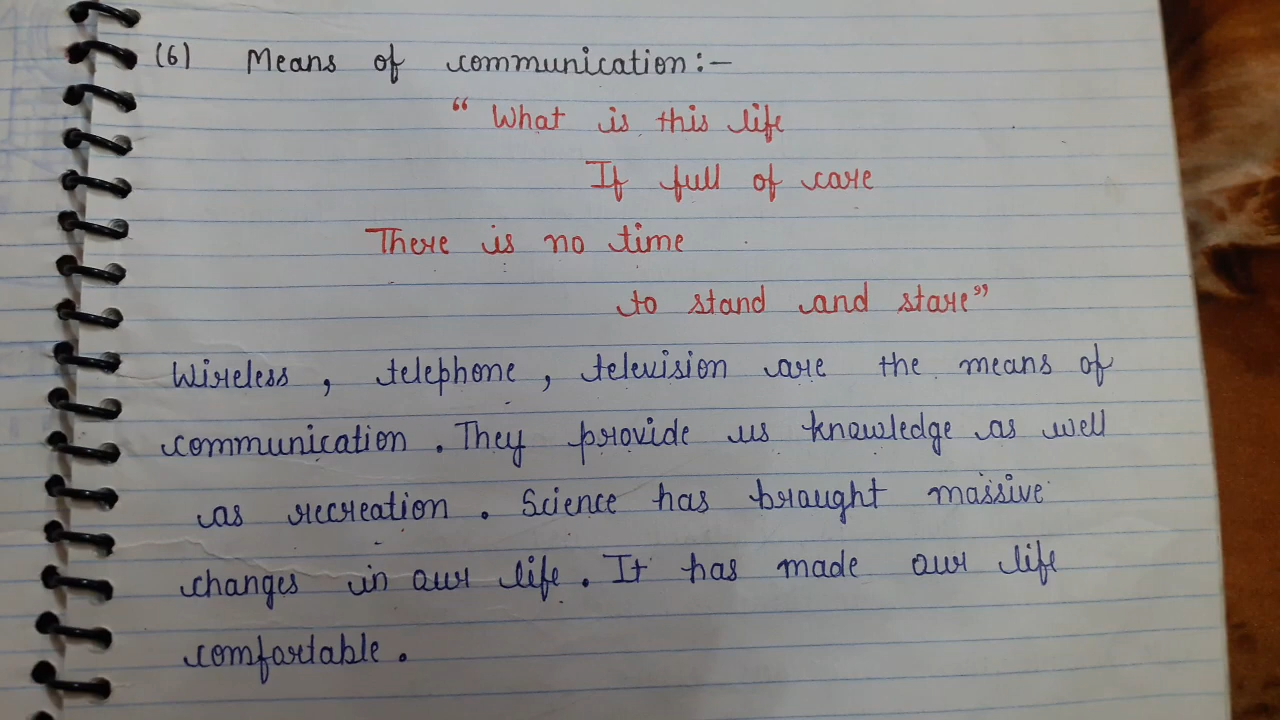 (6) Means of communication:-
“ What is this life
If full of care
There is no time
to stand and stare”
Wireless , telephone , television are the means of
communication . They provide us knowledge as well
as recreation . Science has brought massive
changes in our life . It has made our life
comfortable .